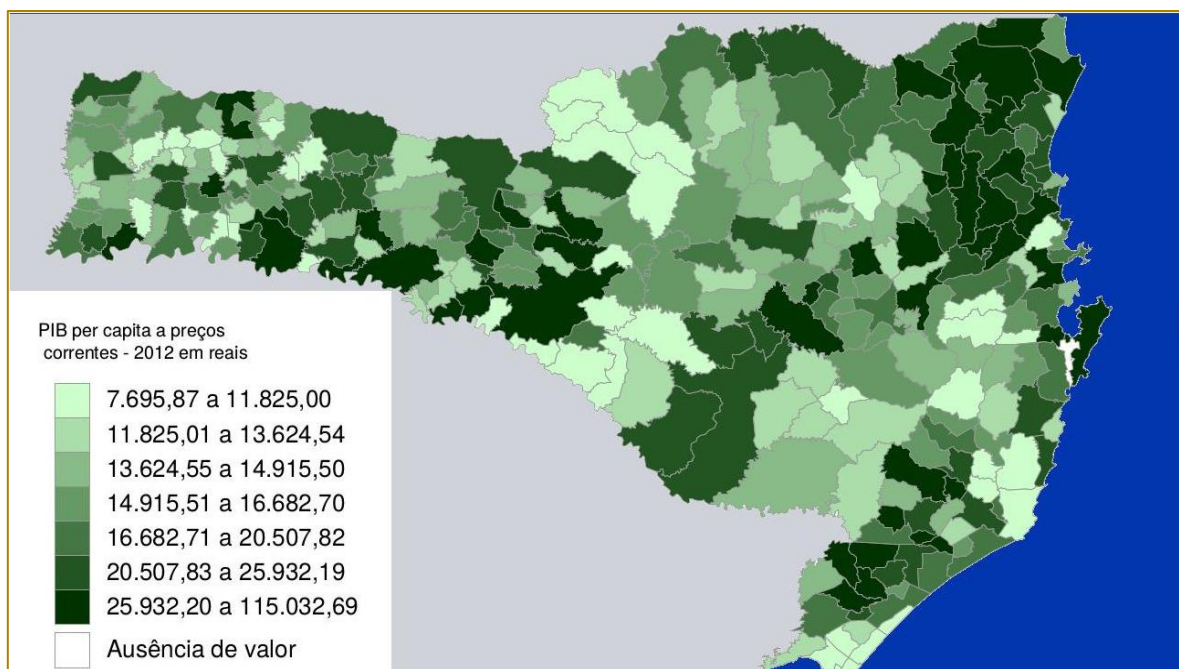 PIB per capita a preços
correntes - 2012 em reais
7.695,87 a 11.825,00
11.825,01 a 13.624,54
13.624,55 a 14.915,50
14.915,51 a 16.682,70
16.682,71 a 20.507,82
20.507,83 a 25.932,19
25.932,20 a 115.032,69
Ausência de valor